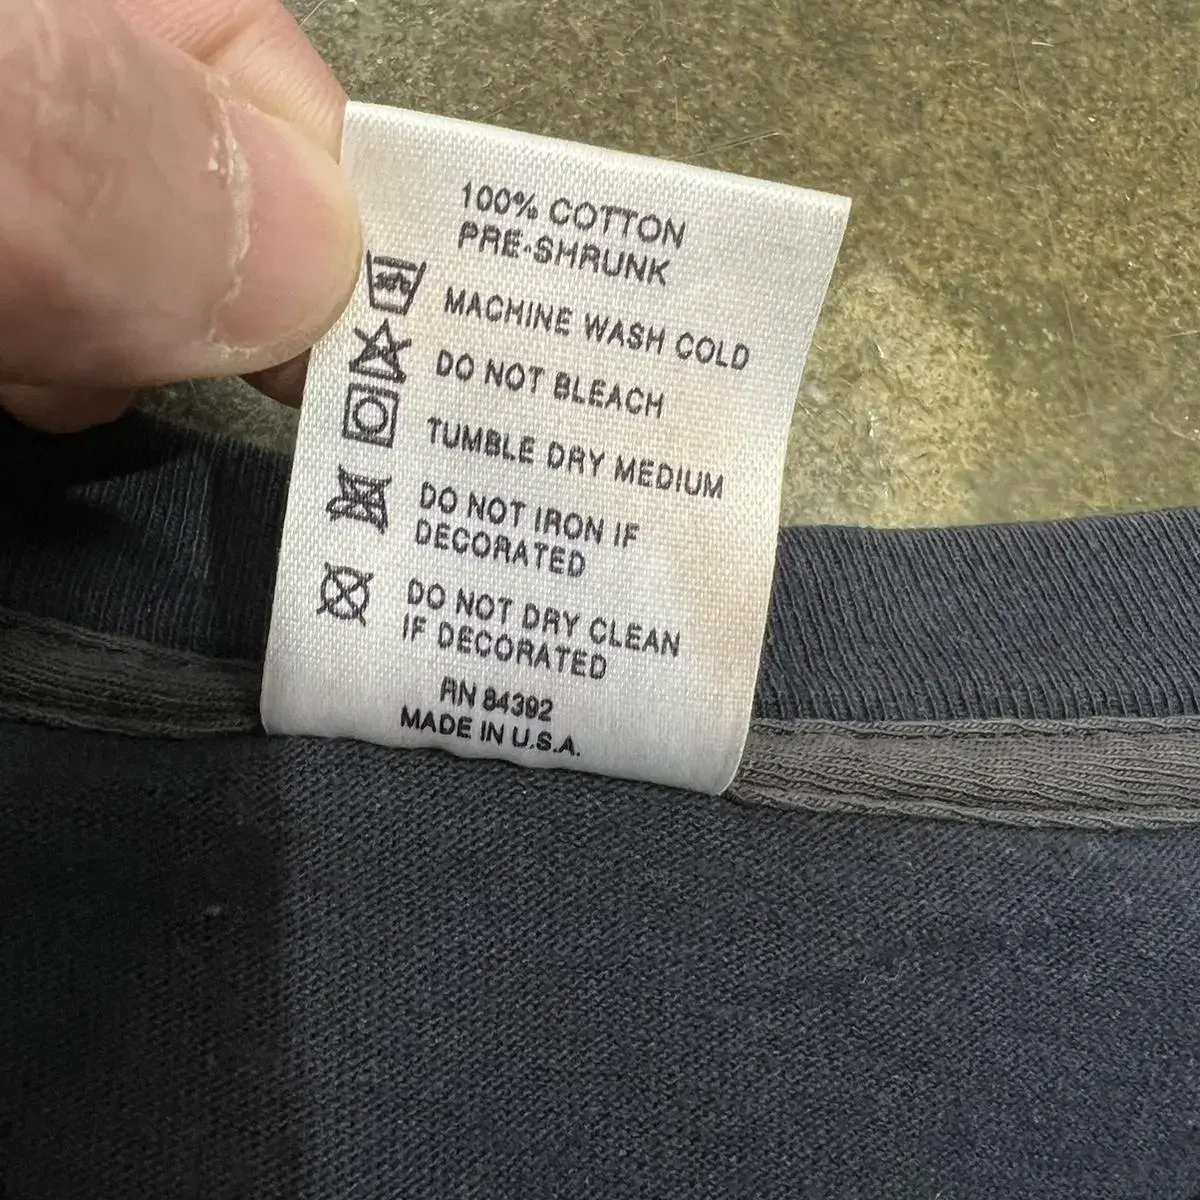 100% COTTON
PRE-SHRUNK
MACHINE WASH COLD
DO NOT BLEACH
TUMBLE DRY MEDIUM
DO NOT IRON IF
DECORATED
DO NOT DRY CLEAN
IF DECORATED
RN 84392
MADE IN U.S.A.